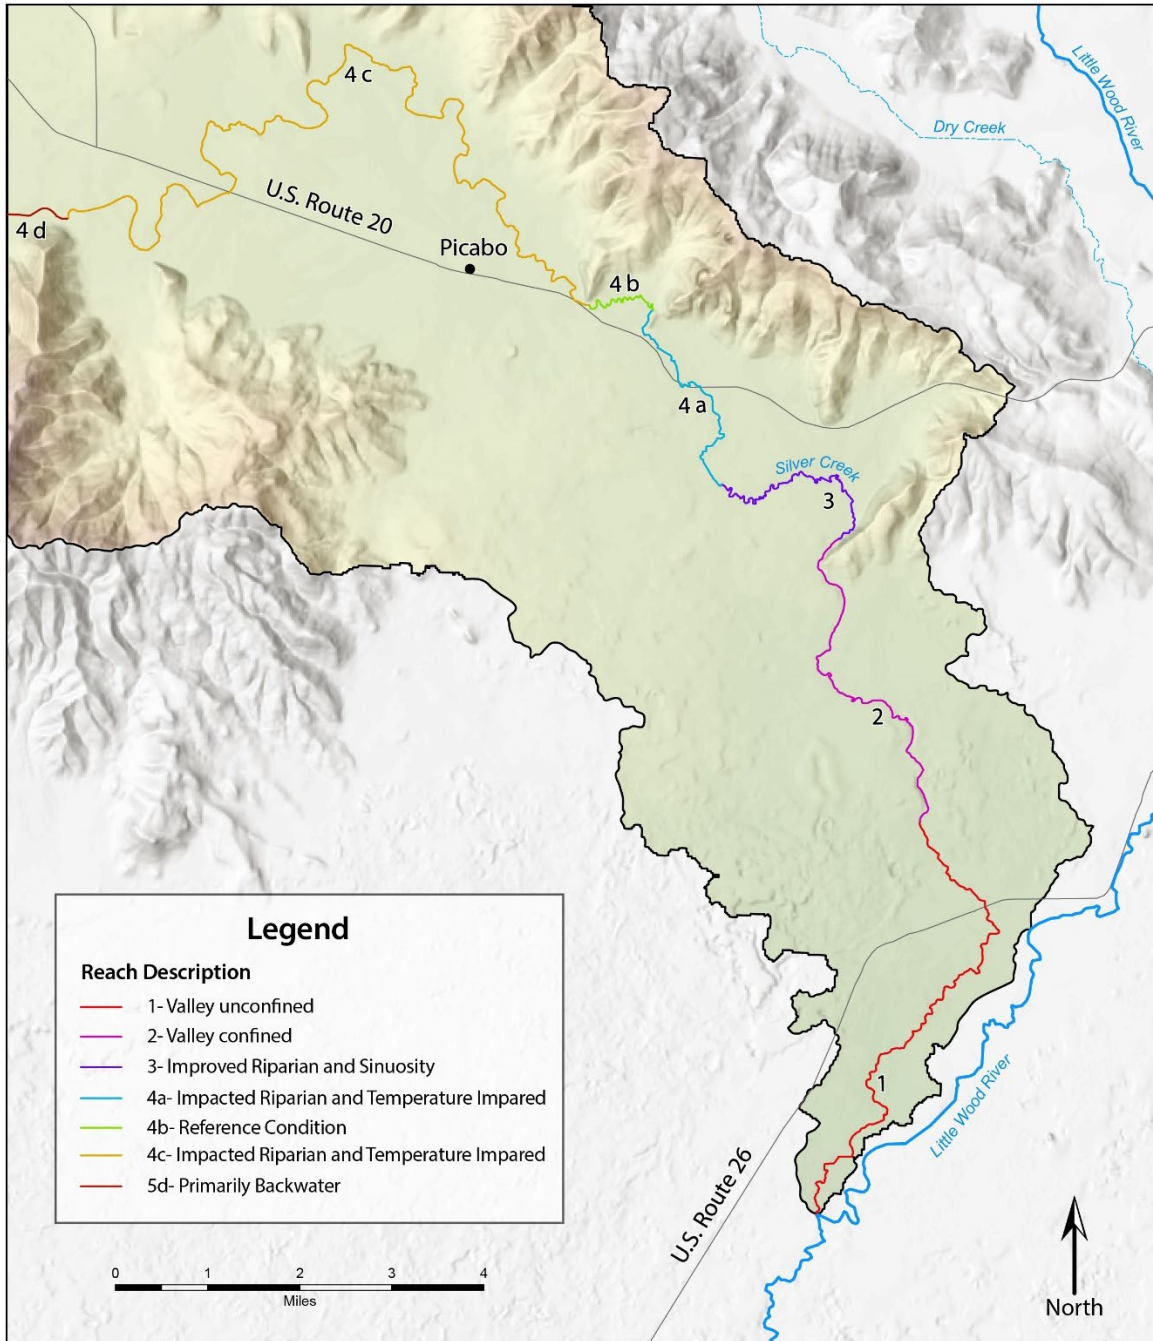 4 c
Little Wood River
Dry Creek
U.S. Route 20
4 d
Picabo
4 b
4 a
Silver Creek
3
2
Legend
Reach Description
1- Valley unconfined
2- Valley confined
3- Improved Riparian and Sinuosity
4a- Impacted Riparian and Temperature Impared
4b- Reference Condition
4c- Impacted Riparian and Temperature Impared
5d- Primarily Backwater
1
Little Wood River
U.S. Route 26
0 1 2 3 4
Miles
North